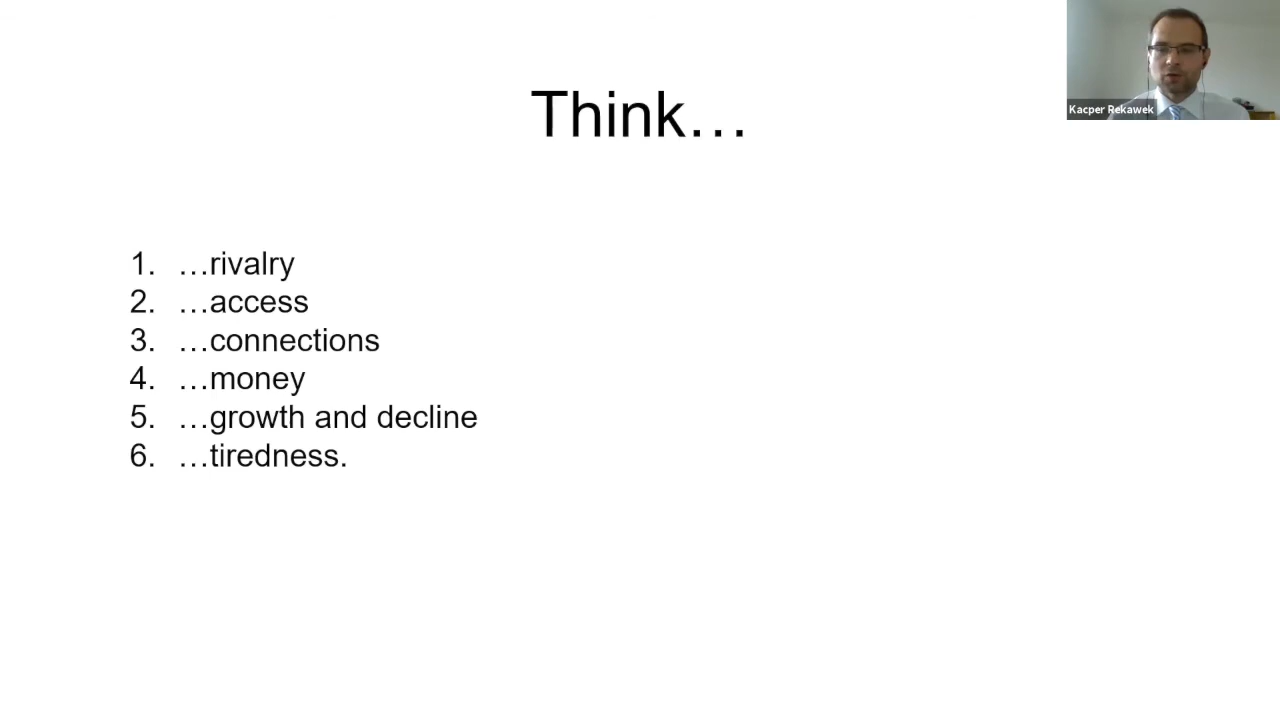 Think…
1. …rivalry
2. …access
3. …connections
4. …money
5. …growth and decline
6. …tiredness.
Kacper Rekawek